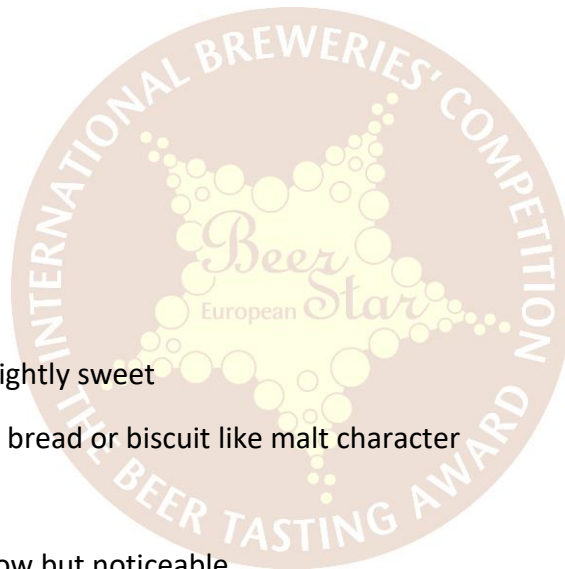 INTERNATIONAL BREWERIES' COMPETITION
Beer
European Star
ightly sweet
bread or biscuit like malt character
THE BEER TASTING AWARD
ow but noticeable